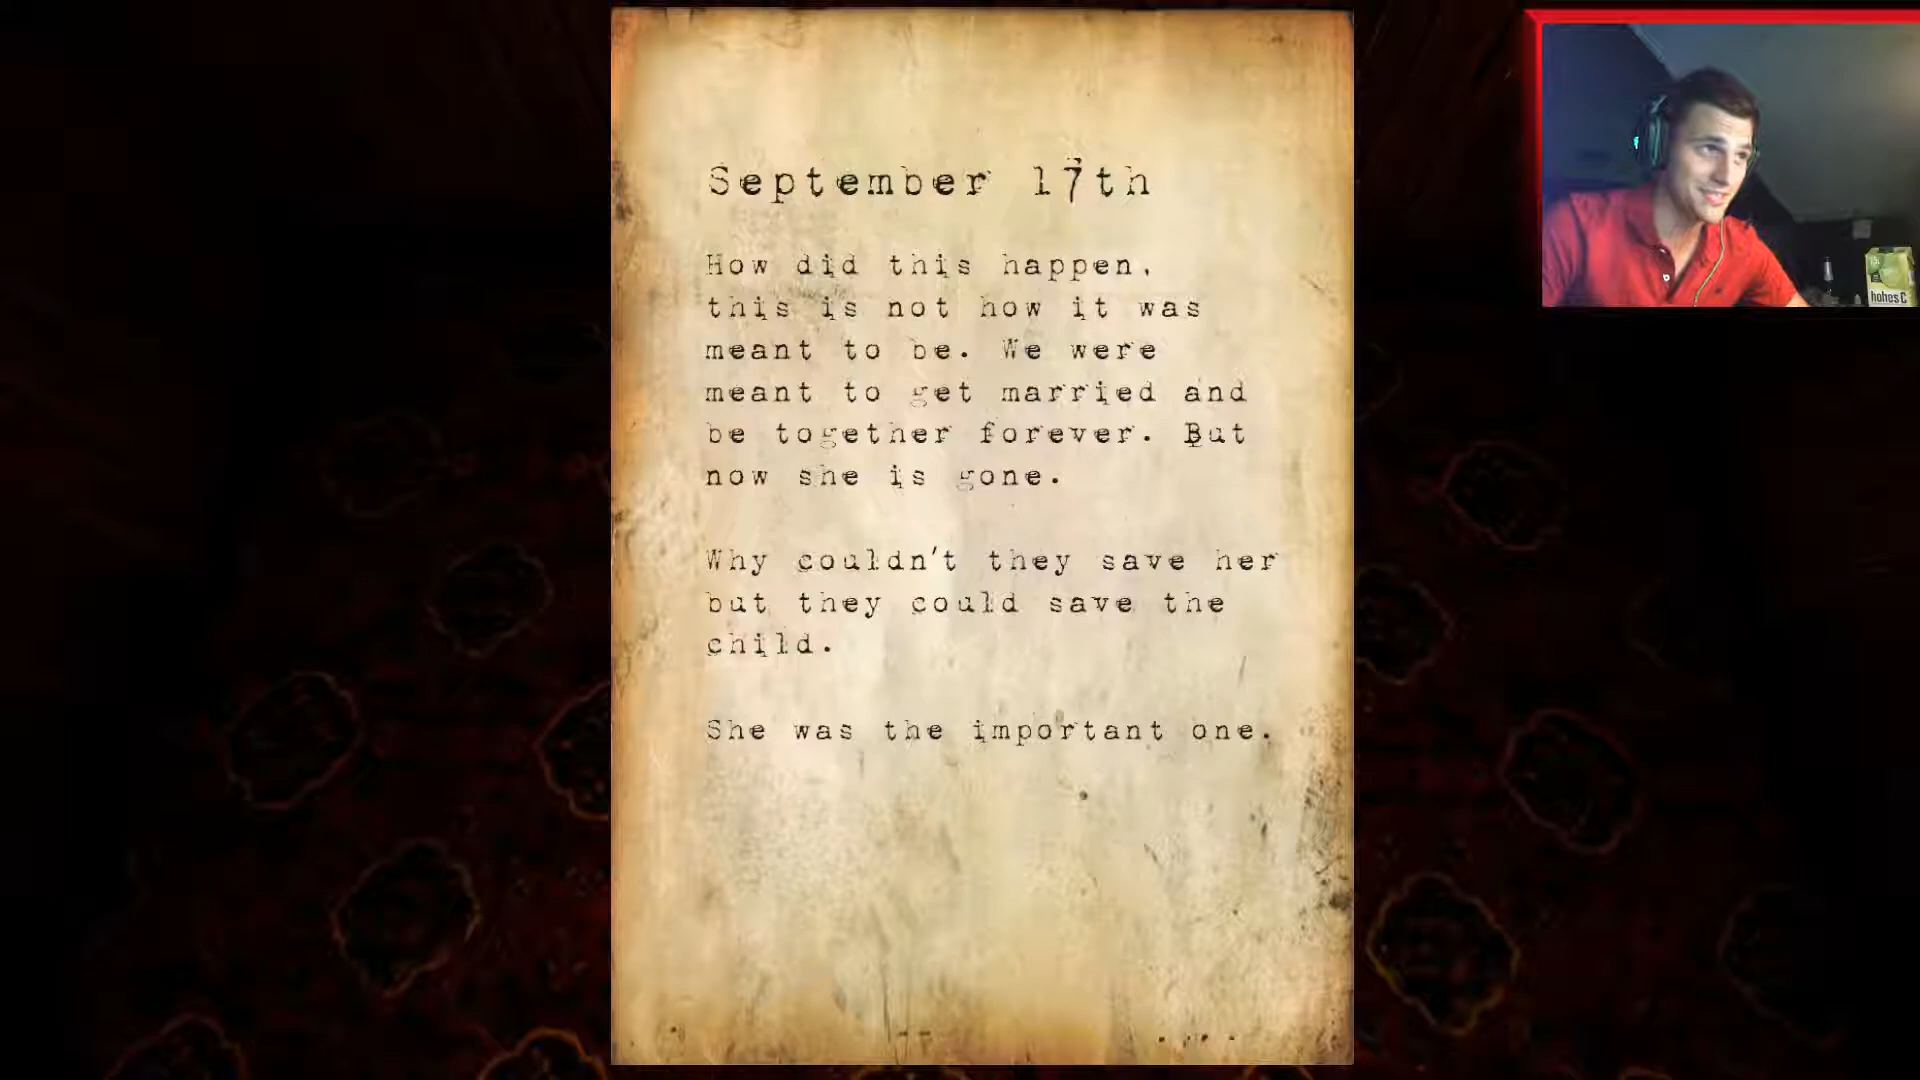 September 17th
How did this happen,
this is not how it was
meant to be. We were
meant to get married and
be together forever. But
now she is gone.
Why couldn't they save her
but they could save the
child.
She was the important one.
hohes C